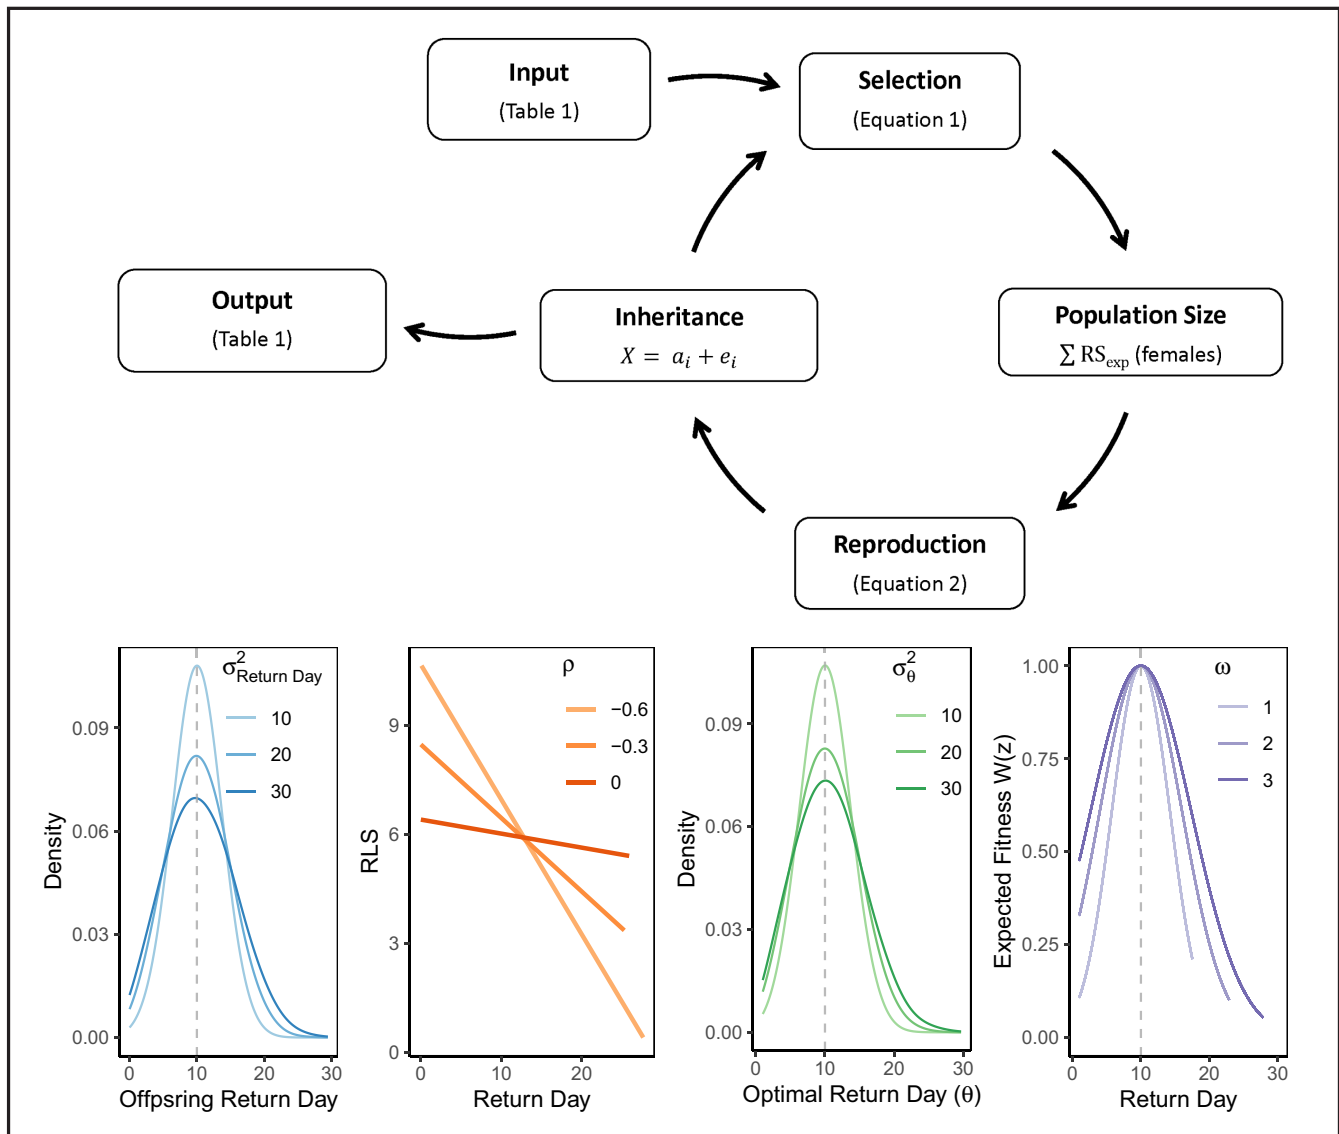 Input
(Table 1)
Selection
(Equation 1)
Output
(Table 1)
Inheritance
X = a_i + e_i
Population Size
∑ RS_exp (females)
Reproduction
(Equation 2)
σ²_Return Day
10
20
30
0.09
0.06
0.03
0.00
Density
0
10
20
30
Offpsring Return Day
ρ
−0.6
−0.3
0
9
6
3
0
RLS
0
10
20
Return Day
σ²_θ
10
20
30
0.09
0.06
0.03
0.00
Density
0
10
20
30
Optimal Return Day (θ)
ω
1
2
3
1.00
0.75
0.50
0.25
0.00
Expected Fitness W(z)
0
10
20
30
Return Day